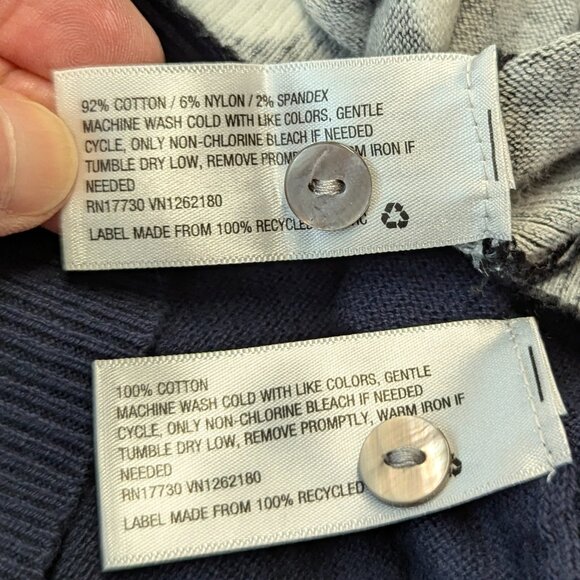 92% COTTON / 6% NYLON / 2% SPANDEX
MACHINE WASH COLD WITH LIKE COLORS, GENTLE
CYCLE, ONLY NON-CHLORINE BLEACH IF NEEDED
TUMBLE DRY LOW, REMOVE PROMP M IRON IF
NEEDED
RN17730 VN1262180
LABEL MADE FROM 100% RECYCLED IC
100% COTTON
MACHINE WASH COLD WITH LIKE COLORS, GENTLE
CYCLE, ONLY NON-CHLORINE BLEACH IF NEEDED
TUMBLE DRY LOW, REMOVE PROMPTLY, WARM IRON IF
NEEDED
RN17730 VN1262180
LABEL MADE FROM 100% RECYCLED